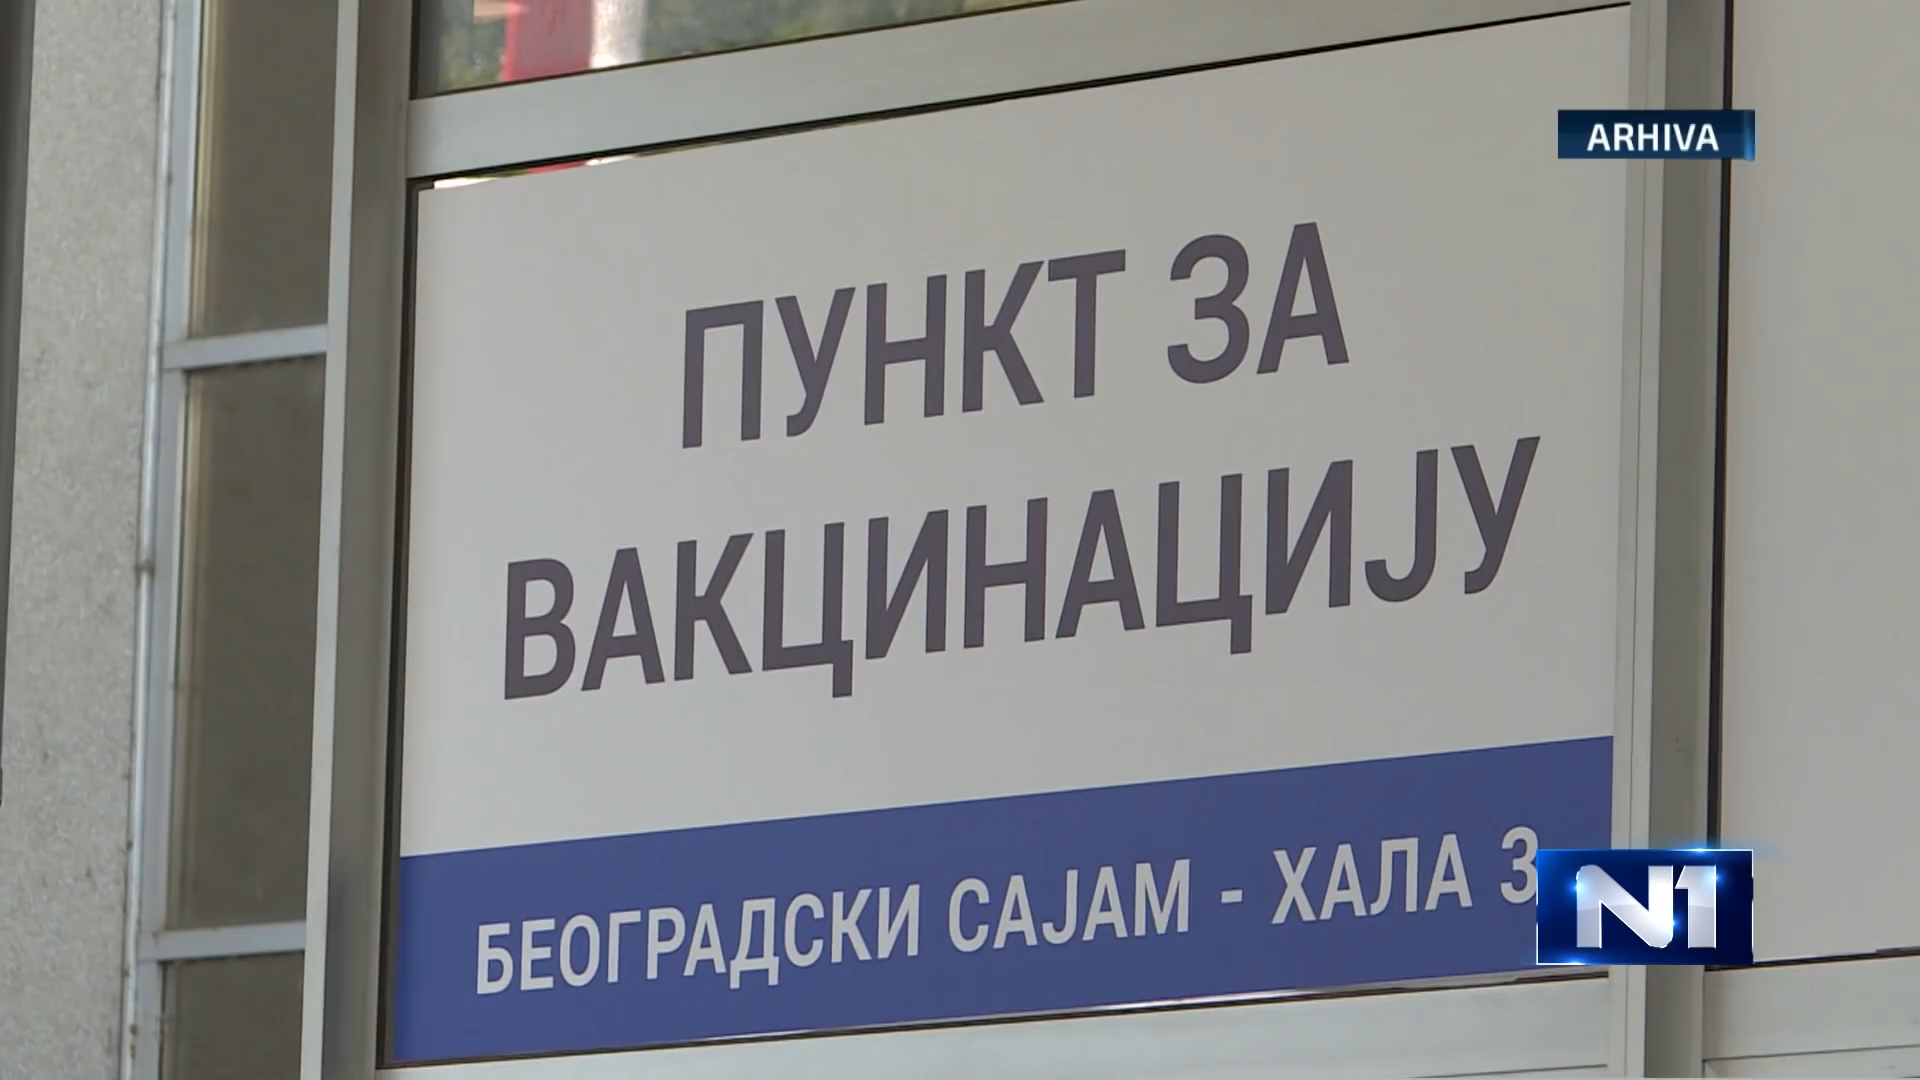 ARHIVA
ПУНКТ ЗА
ВАКЦИНАЦИЈУ
БЕОГРАДСКИ САЈАМ - ХАЛА 3
N1